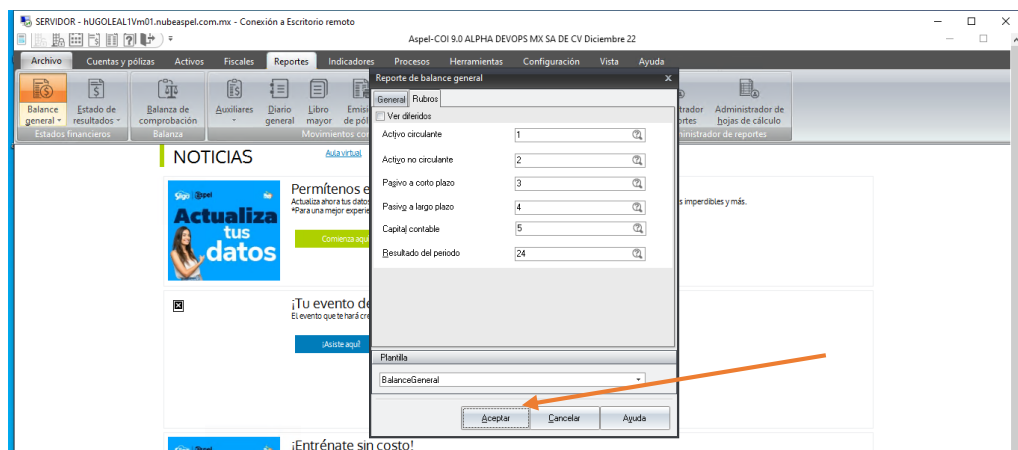 SERVIDOR - hUGOLEAL1Vm01.nubeaspel.com.mx - Conexión a Escritorio remoto
Aspel-COI 9.0 ALPHA DEVOPS MX SA DE CV Diciembre 22
Archivo Cuentas y pólizas Activos Fiscales Reportes Indicadores Procesos Herramientas Configuración Vista Ayuda
Balance general
Estado de resultados
Balanza de comprobación
Auxiliares
Diario general
Libro mayor
Administrador de hojas de cálculo
Estados financieros
Balanza
Movimientos
de reportes
Reporte de balance general x
General Rubros
Ver diferidos
Activo circulante 1
Activo no circulante 2
Pasivo a corto plazo 3
Pasivo a largo plazo 4
Capital contable 5
Resultado del periodo 24
Plantilla
BalanceGeneral
Aceptar Cancelar Ayuda
NOTICIAS
Aula virtual
Actualiza
tus
datos
Permítenos
Actualiza ahora tus datos
*Para una mejor
s imperdibles y más.
Comienza aquí
¡Tu evento
El evento que te hará
¡Asiste aquí!
¡Entrénate sin costo!